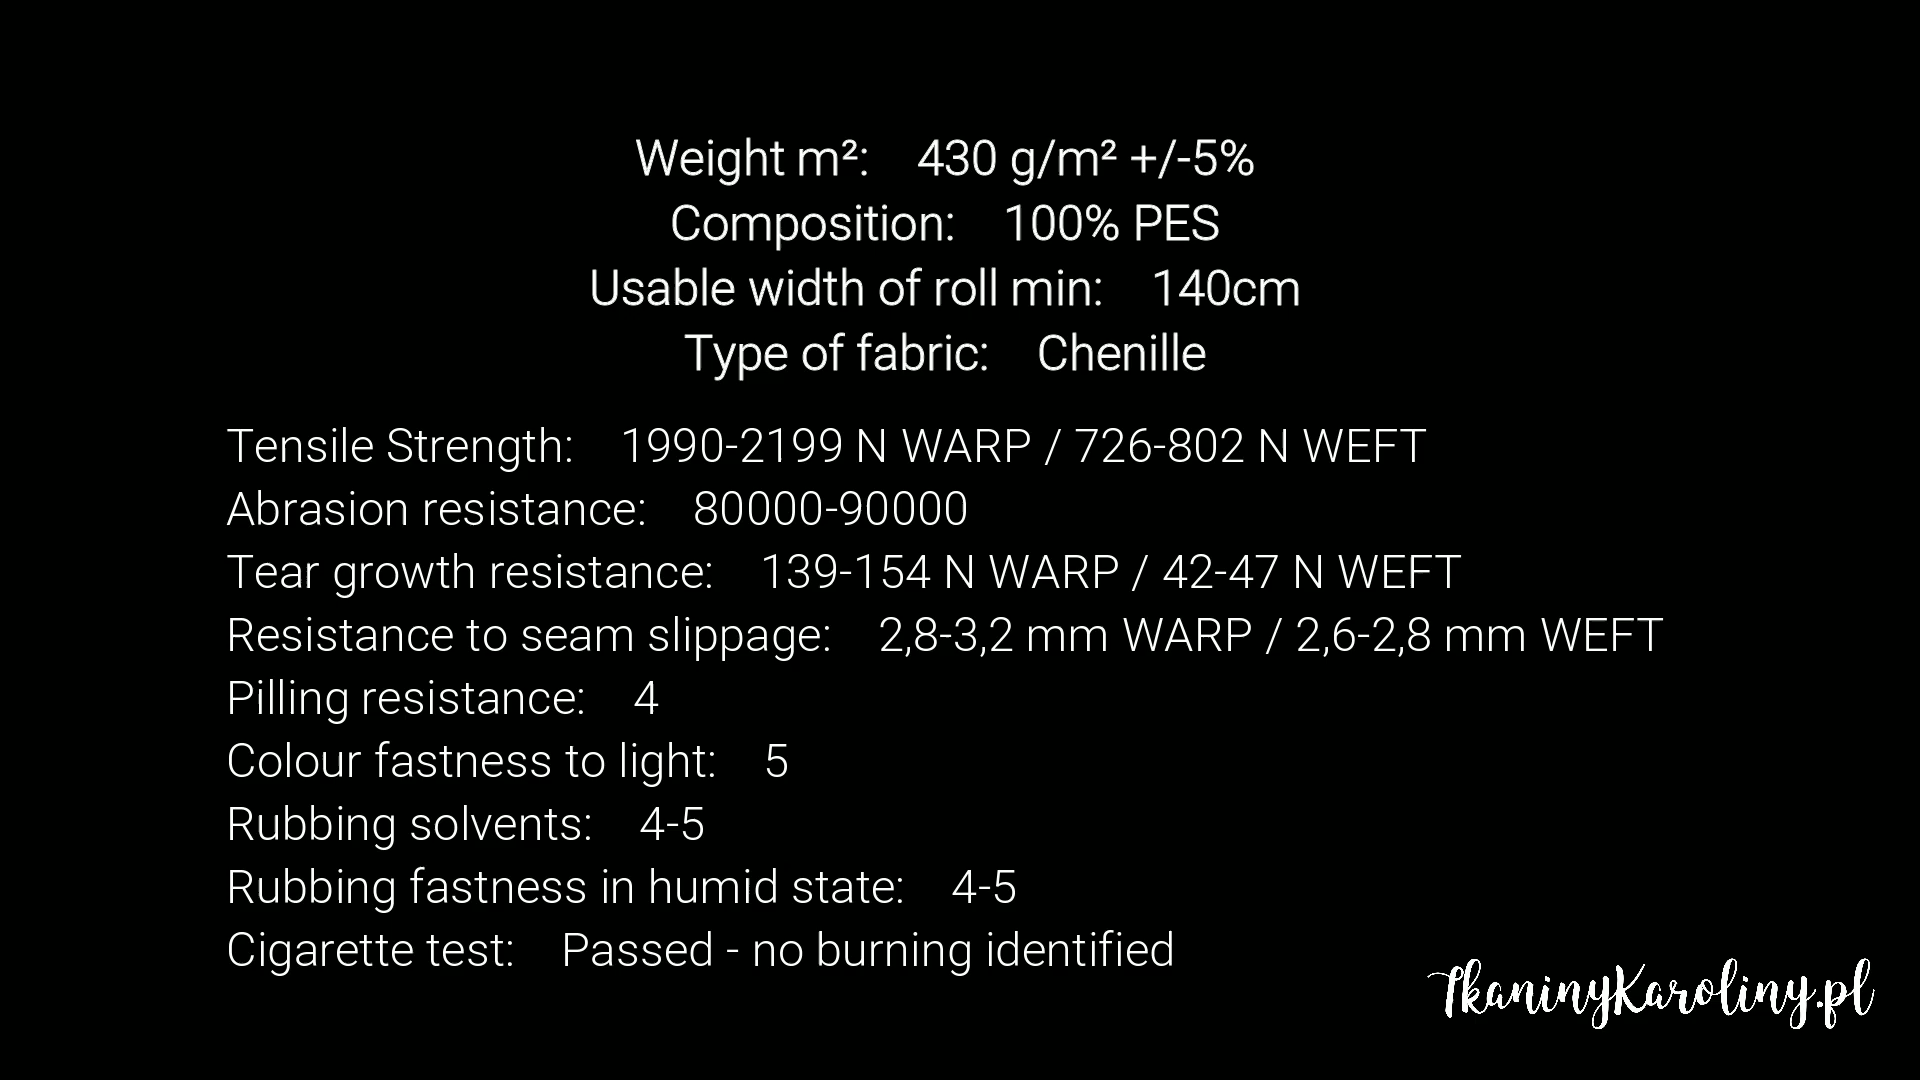 Weight m²: 430 g/m² +/-5%
Composition: 100% PES
Usable width of roll min: 140cm
Type of fabric: Chenille
Tensile Strength: 1990-2199 N WARP / 726-802 N WEFT
Abrasion resistance: 80000-90000
Tear growth resistance: 139-154 N WARP / 42-47 N WEFT
Resistance to seam slippage: 2,8-3,2 mm WARP / 2,6-2,8 mm WEFT
Pilling resistance: 4
Colour fastness to light: 5
Rubbing solvents: 4-5
Rubbing fastness in humid state: 4-5
Cigarette test: Passed - no burning identified
TkaninyKaroliny.pl